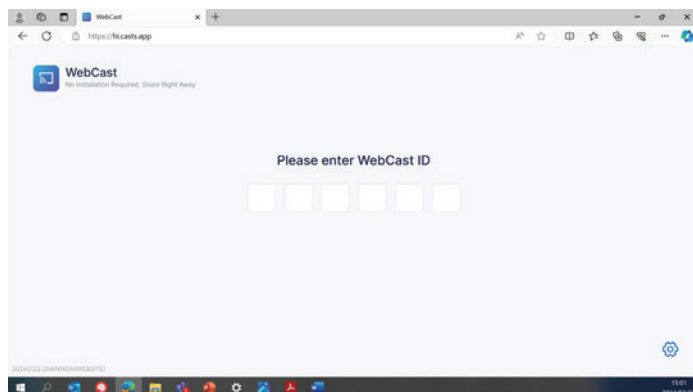 WebCast
https://hi.casts.app
WebCast
No Installation Required, Share Right Away
Please enter WebCast ID
15:01